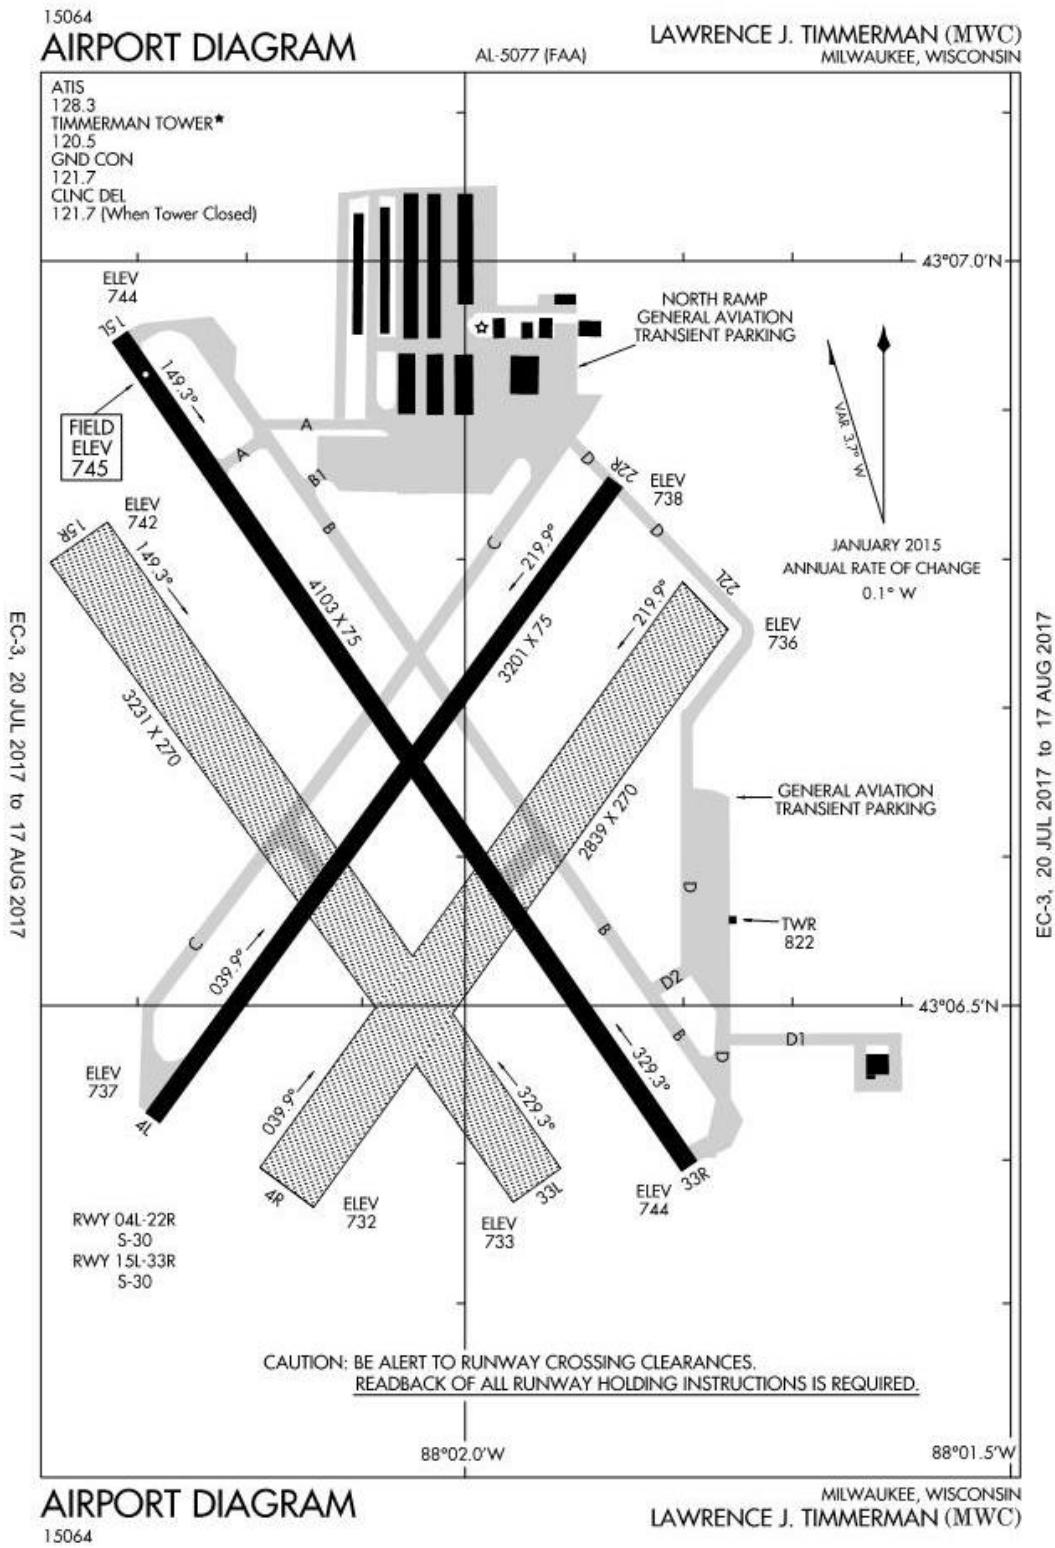 15064
AIRPORT DIAGRAM
AL-5077 (FAA)
LAWRENCE J. TIMMERMAN (MWC)
MILWAUKEE, WISCONSIN
ATIS
128.3
TIMMERMAN TOWER★
120.5
GND CON
121.7
CLNC DEL
121.7 (When Tower Closed)
43°07.0'N
ELEV
744
15L
149.3°
FIELD
ELEV
745
NORTH RAMP
GENERAL AVIATION
TRANSIENT PARKING
VAR 3.7° W
JANUARY 2015
ANNUAL RATE OF CHANGE
0.1° W
A
A
B1
B
C
D
22R
ELEV
738
D
219.9°
ELEV
742
15R
149.3°
4103 X 75
3201 X 75
22L
219.9°
ELEV
736
3231 X 270
2839 X 270
GENERAL AVIATION
TRANSIENT PARKING
D
TWR
822
B
C
039.9°
D2
43°06.5'N
B
D
D1
329.3°
ELEV
737
4L
039.9°
329.3°
4R
ELEV
732
33L
ELEV
733
33R
ELEV
744
RWY 04L-22R
S-30
RWY 15L-33R
S-30
CAUTION: BE ALERT TO RUNWAY CROSSING CLEARANCES.
READBACK OF ALL RUNWAY HOLDING INSTRUCTIONS IS REQUIRED.
88°02.0'W
88°01.5'W
EC-3, 20 JUL 2017 to 17 AUG 2017
EC-3, 20 JUL 2017 to 17 AUG 2017
AIRPORT DIAGRAM
15064
MILWAUKEE, WISCONSIN
LAWRENCE J. TIMMERMAN (MWC)